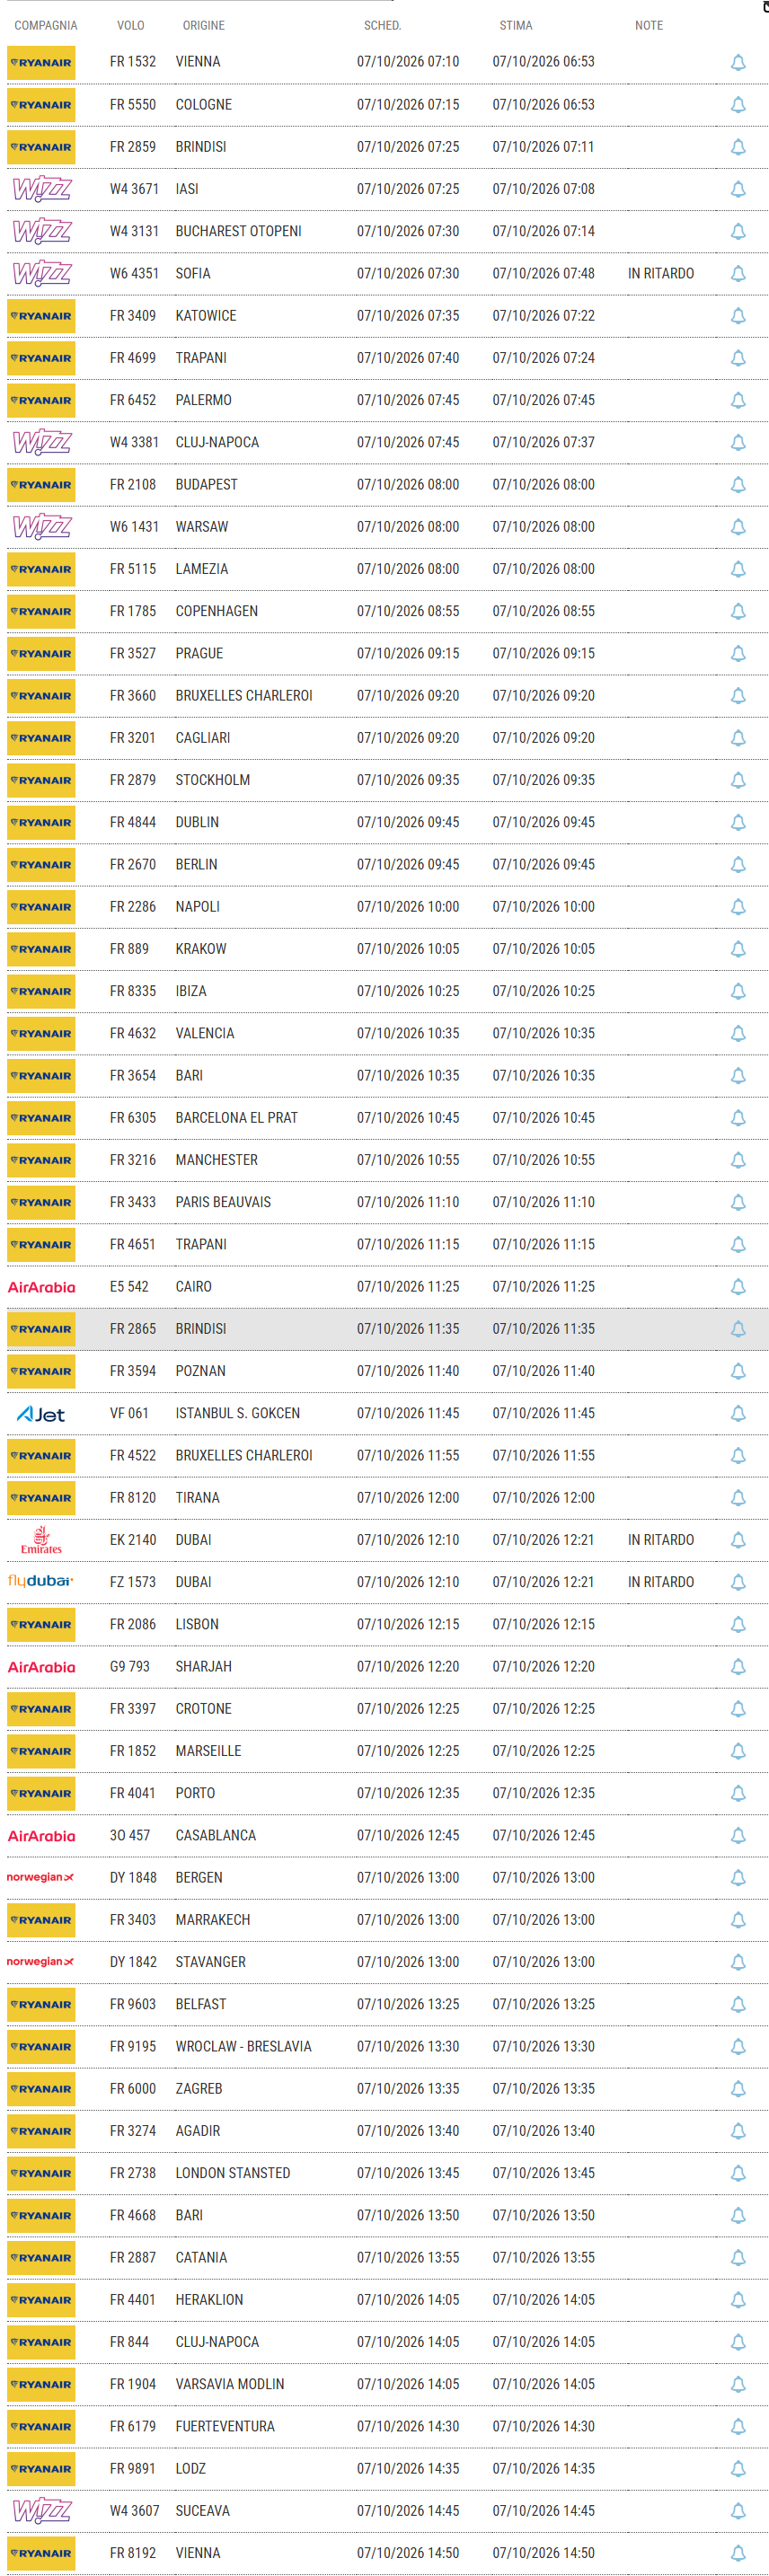 COMPAGNIA VOLO ORIGINE SCHED. STIMA NOTE
RYANAIR FR 1532 VIENNA 07/10/2026 07:10 07/10/2026 06:53
RYANAIR FR 5550 COLOGNE 07/10/2026 07:15 07/10/2026 06:53
RYANAIR FR 2859 BRINDISI 07/10/2026 07:25 07/10/2026 07:11
WIZZ W4 3671 IASI 07/10/2026 07:25 07/10/2026 07:08
WIZZ W4 3131 BUCHAREST OTOPENI 07/10/2026 07:30 07/10/2026 07:14
WIZZ W6 4351 SOFIA 07/10/2026 07:30 07/10/2026 07:48 IN RITARDO
RYANAIR FR 3409 KATOWICE 07/10/2026 07:35 07/10/2026 07:22
RYANAIR FR 4699 TRAPANI 07/10/2026 07:40 07/10/2026 07:24
RYANAIR FR 6452 PALERMO 07/10/2026 07:45 07/10/2026 07:45
WIZZ W4 3381 CLUJ-NAPOCA 07/10/2026 07:45 07/10/2026 07:37
RYANAIR FR 2108 BUDAPEST 07/10/2026 08:00 07/10/2026 08:00
WIZZ W6 1431 WARSAW 07/10/2026 08:00 07/10/2026 08:00
RYANAIR FR 5115 LAMEZIA 07/10/2026 08:00 07/10/2026 08:00
RYANAIR FR 1785 COPENHAGEN 07/10/2026 08:55 07/10/2026 08:55
RYANAIR FR 3527 PRAGUE 07/10/2026 09:15 07/10/2026 09:15
RYANAIR FR 3660 BRUXELLES CHARLEROI 07/10/2026 09:20 07/10/2026 09:20
RYANAIR FR 3201 CAGLIARI 07/10/2026 09:20 07/10/2026 09:20
RYANAIR FR 2879 STOCKHOLM 07/10/2026 09:35 07/10/2026 09:35
RYANAIR FR 4844 DUBLIN 07/10/2026 09:45 07/10/2026 09:45
RYANAIR FR 2670 BERLIN 07/10/2026 09:45 07/10/2026 09:45
RYANAIR FR 2286 NAPOLI 07/10/2026 10:00 07/10/2026 10:00
RYANAIR FR 889 KRAKOW 07/10/2026 10:05 07/10/2026 10:05
RYANAIR FR 8335 IBIZA 07/10/2026 10:25 07/10/2026 10:25
RYANAIR FR 4632 VALENCIA 07/10/2026 10:35 07/10/2026 10:35
RYANAIR FR 3654 BARI 07/10/2026 10:35 07/10/2026 10:35
RYANAIR FR 6305 BARCELONA EL PRAT 07/10/2026 10:45 07/10/2026 10:45
RYANAIR FR 3216 MANCHESTER 07/10/2026 10:55 07/10/2026 10:55
RYANAIR FR 3433 PARIS BEAUVAIS 07/10/2026 11:10 07/10/2026 11:10
RYANAIR FR 4651 TRAPANI 07/10/2026 11:15 07/10/2026 11:15
AirArabia E5 542 CAIRO 07/10/2026 11:25 07/10/2026 11:25
RYANAIR FR 2865 BRINDISI 07/10/2026 11:35 07/10/2026 11:35
RYANAIR FR 3594 POZNAN 07/10/2026 11:40 07/10/2026 11:40
AJet VF 061 ISTANBUL S. GOKCEN 07/10/2026 11:45 07/10/2026 11:45
RYANAIR FR 4522 BRUXELLES CHARLEROI 07/10/2026 11:55 07/10/2026 11:55
RYANAIR FR 8120 TIRANA 07/10/2026 12:00 07/10/2026 12:00
Emirates EK 2140 DUBAI 07/10/2026 12:10 07/10/2026 12:21 IN RITARDO
flydubai FZ 1573 DUBAI 07/10/2026 12:10 07/10/2026 12:21 IN RITARDO
RYANAIR FR 2086 LISBON 07/10/2026 12:15 07/10/2026 12:15
AirArabia G9 793 SHARJAH 07/10/2026 12:20 07/10/2026 12:20
RYANAIR FR 3397 CROTONE 07/10/2026 12:25 07/10/2026 12:25
RYANAIR FR 1852 MARSEILLE 07/10/2026 12:25 07/10/2026 12:25
RYANAIR FR 4041 PORTO 07/10/2026 12:35 07/10/2026 12:35
AirArabia 3O 457 CASABLANCA 07/10/2026 12:45 07/10/2026 12:45
norwegian DY 1848 BERGEN 07/10/2026 13:00 07/10/2026 13:00
RYANAIR FR 3403 MARRAKECH 07/10/2026 13:00 07/10/2026 13:00
norwegian DY 1842 STAVANGER 07/10/2026 13:00 07/10/2026 13:00
RYANAIR FR 9603 BELFAST 07/10/2026 13:25 07/10/2026 13:25
RYANAIR FR 9195 WROCLAW - BRESLAVIA 07/10/2026 13:30 07/10/2026 13:30
RYANAIR FR 6000 ZAGREB 07/10/2026 13:35 07/10/2026 13:35
RYANAIR FR 3274 AGADIR 07/10/2026 13:40 07/10/2026 13:40
RYANAIR FR 2738 LONDON STANSTED 07/10/2026 13:45 07/10/2026 13:45
RYANAIR FR 4668 BARI 07/10/2026 13:50 07/10/2026 13:50
RYANAIR FR 2887 CATANIA 07/10/2026 13:55 07/10/2026 13:55
RYANAIR FR 4401 HERAKLION 07/10/2026 14:05 07/10/2026 14:05
RYANAIR FR 844 CLUJ-NAPOCA 07/10/2026 14:05 07/10/2026 14:05
RYANAIR FR 1904 VARSAVIA MODLIN 07/10/2026 14:05 07/10/2026 14:05
RYANAIR FR 6179 FUERTEVENTURA 07/10/2026 14:30 07/10/2026 14:30
RYANAIR FR 9891 LODZ 07/10/2026 14:35 07/10/2026 14:35
WIZZ W4 3607 SUCEAVA 07/10/2026 14:45 07/10/2026 14:45
RYANAIR FR 8192 VIENNA 07/10/2026 14:50 07/10/2026 14:50